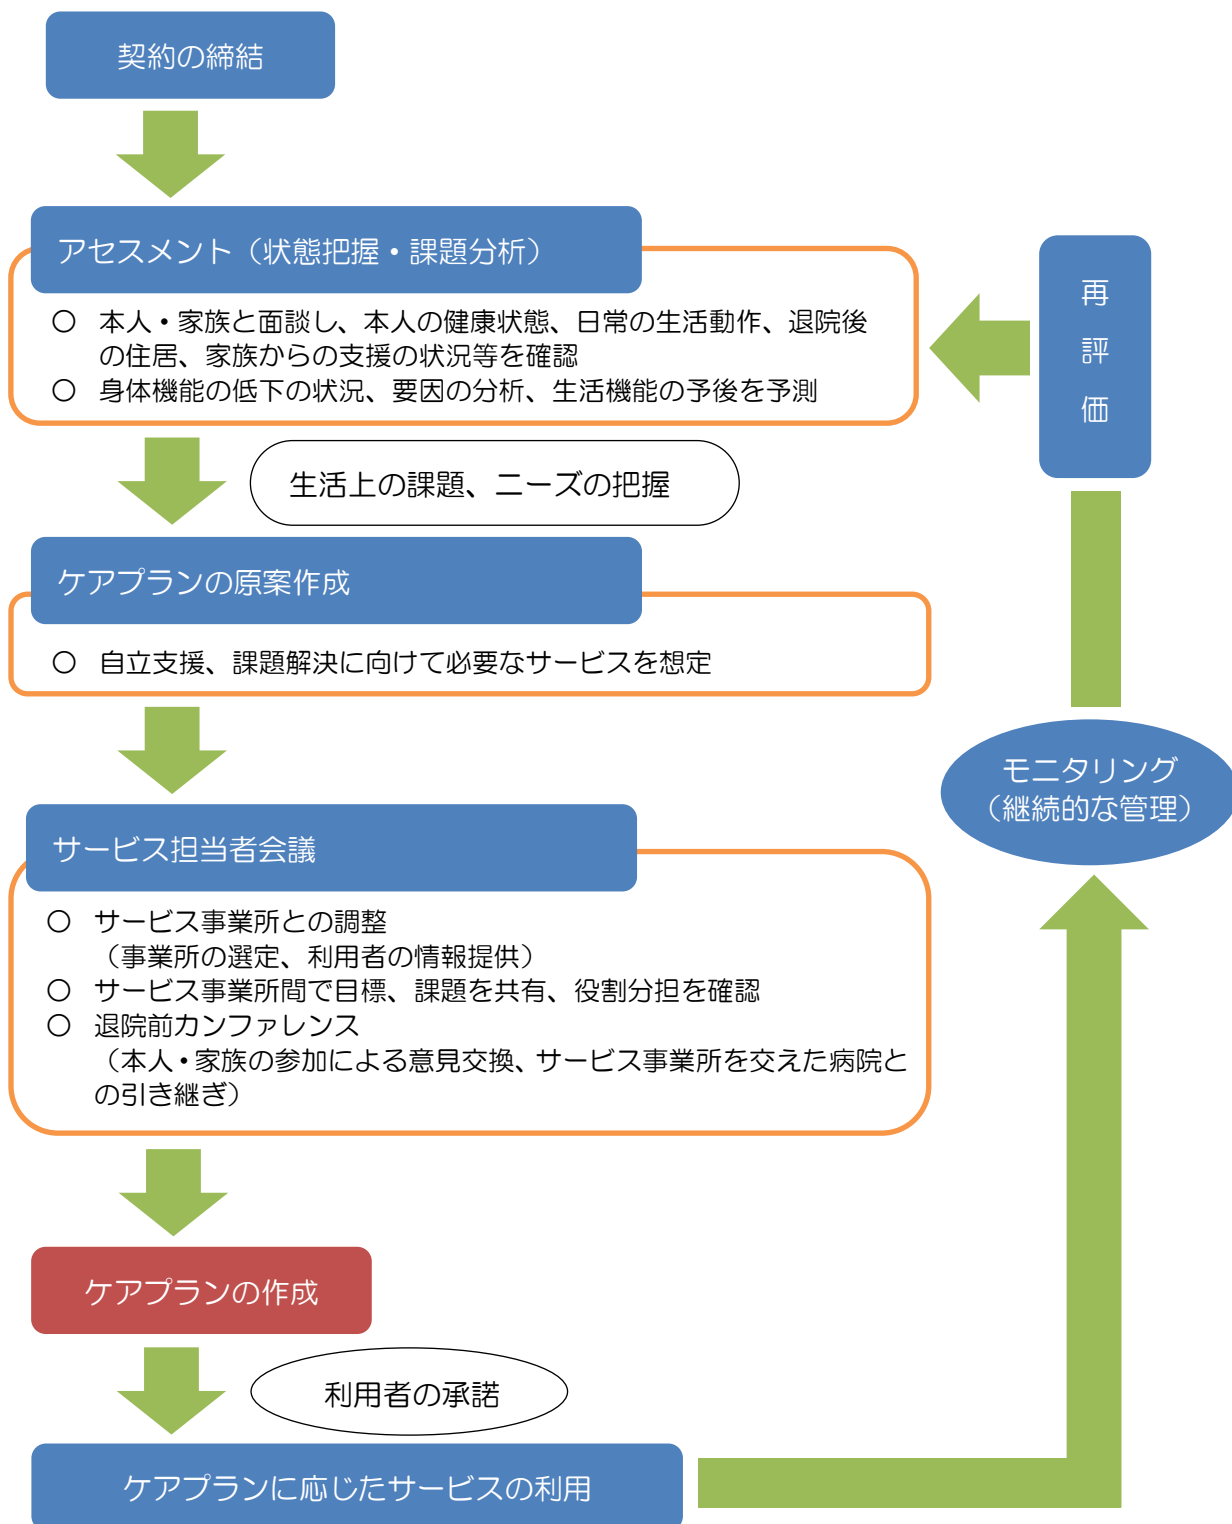 契約の締結
アセスメント（状態把握・課題分析）
○ 本人・家族と面談し、本人の健康状態、日常の生活動作、退院後
の住居、家族からの支援の状況等を確認
○ 身体機能の低下の状況、要因の分析、生活機能の予後を予測
再
評
価
生活上の課題、ニーズの把握
ケアプランの原案作成
○ 自立支援、課題解決に向けて必要なサービスを想定
モニタリング
（継続的な管理）
サービス担当者会議
○ サービス事業所との調整
（事業所の選定、利用者の情報提供）
○ サービス事業所間で目標、課題を共有、役割分担を確認
○ 退院前カンファレンス
（本人・家族の参加による意見交換、サービス事業所を交えた病院と
の引き継ぎ）
ケアプランの作成
利用者の承諾
ケアプランに応じたサービスの利用